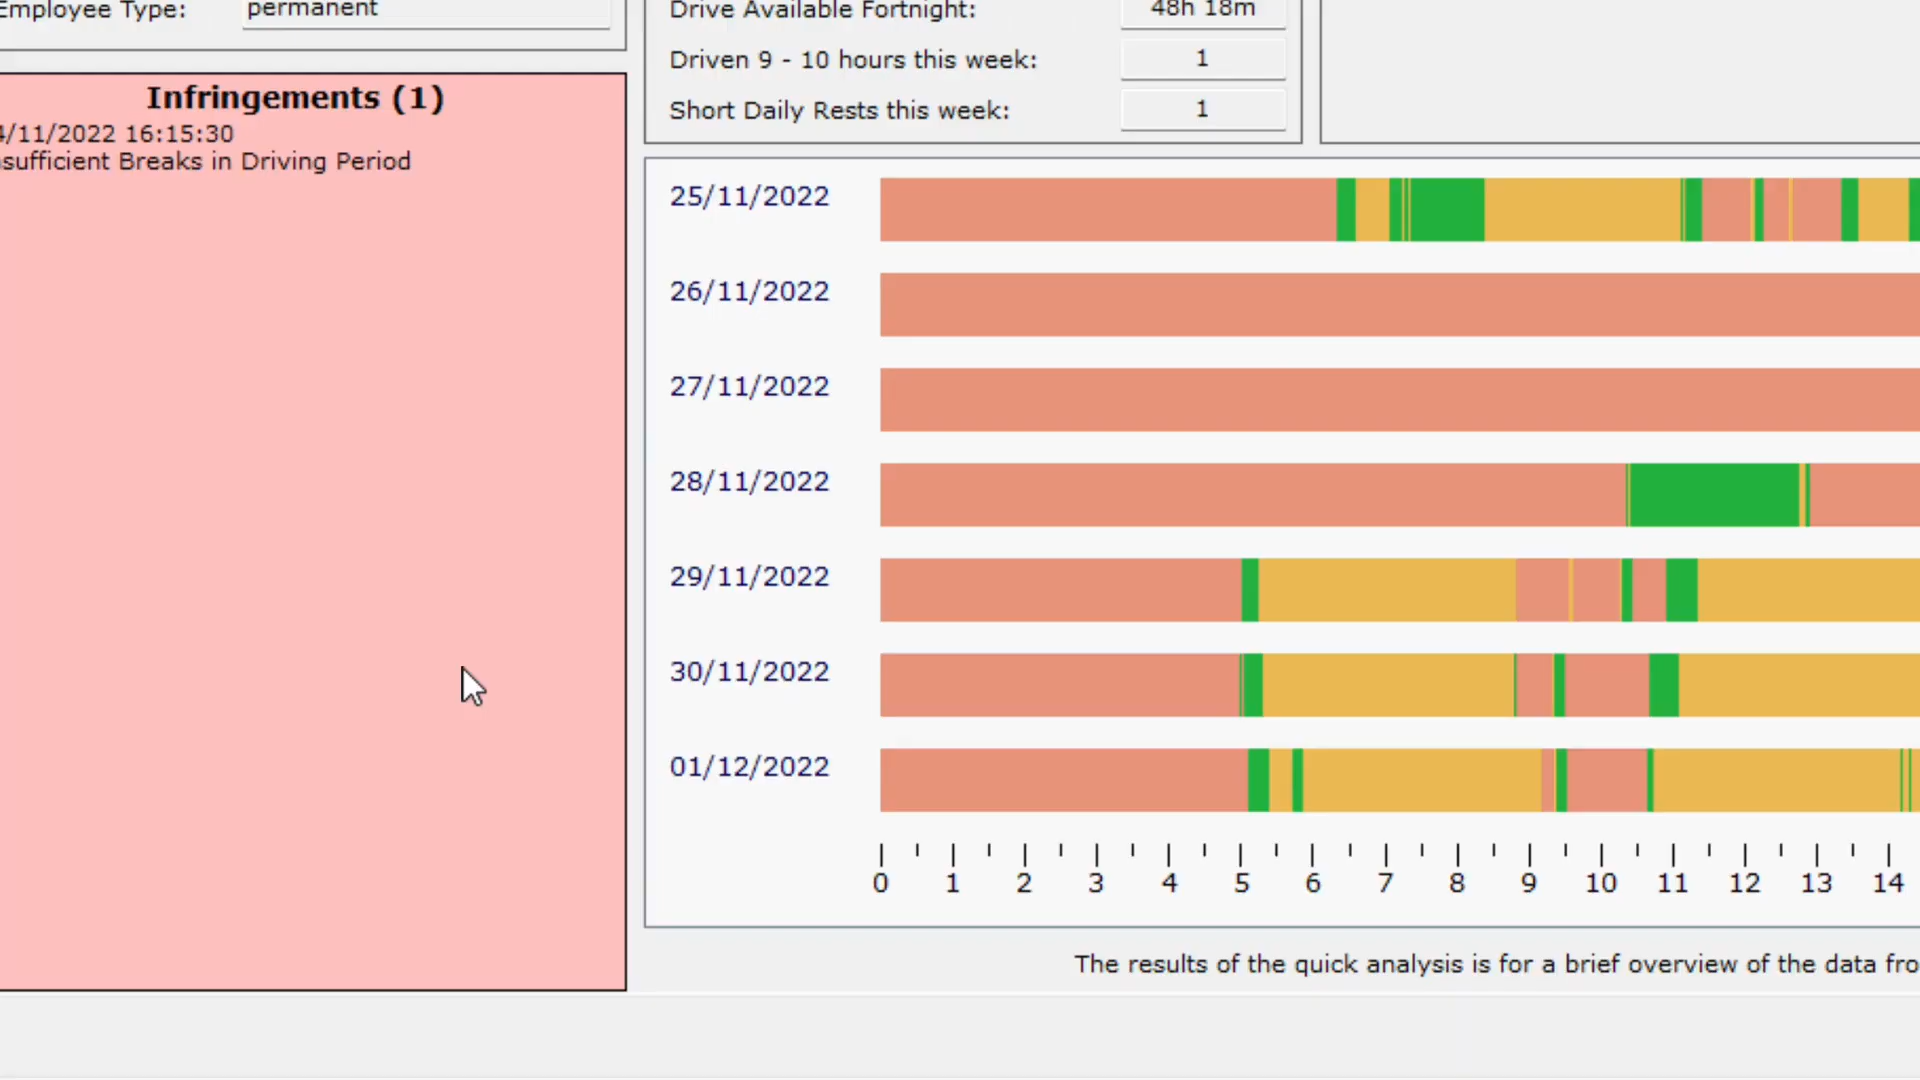 Employee Type: permanent
Infringements (1)
4/11/2022 16:15:30
nsufficient Breaks in Driving Period
Drive Available Fortnight: 48h 18m
Driven 9 - 10 hours this week: 1
Short Daily Rests this week: 1
25/11/2022
26/11/2022
27/11/2022
28/11/2022
29/11/2022
30/11/2022
01/12/2022
0 1 2 3 4 5 6 7 8 9 10 11 12 13 14
The results of the quick analysis is for a brief overview of the data fro